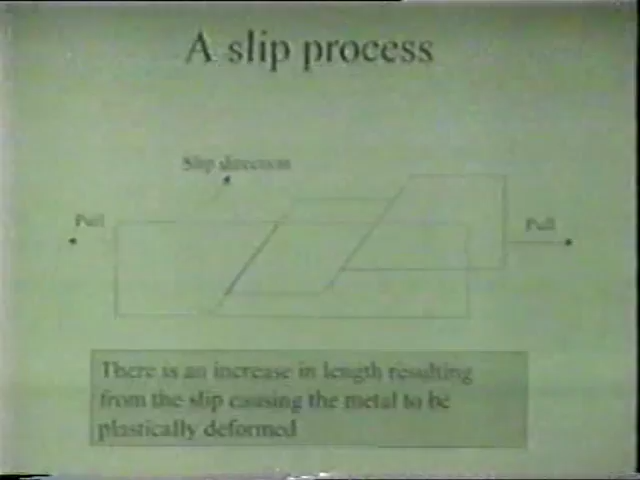 A slip process
Slip direction
Pull
Pull
There is an increase in length resulting
from the slip causing the metal to be
plastically deformed